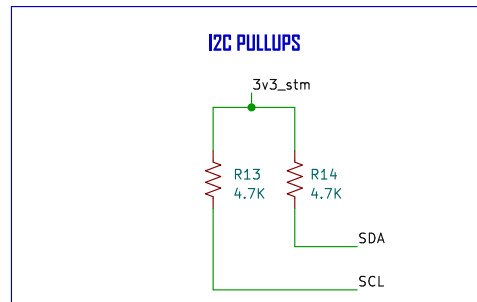 I2C PULLUPS
3v3_stm
R13
4.7K
R14
4.7K
SDA
SCL